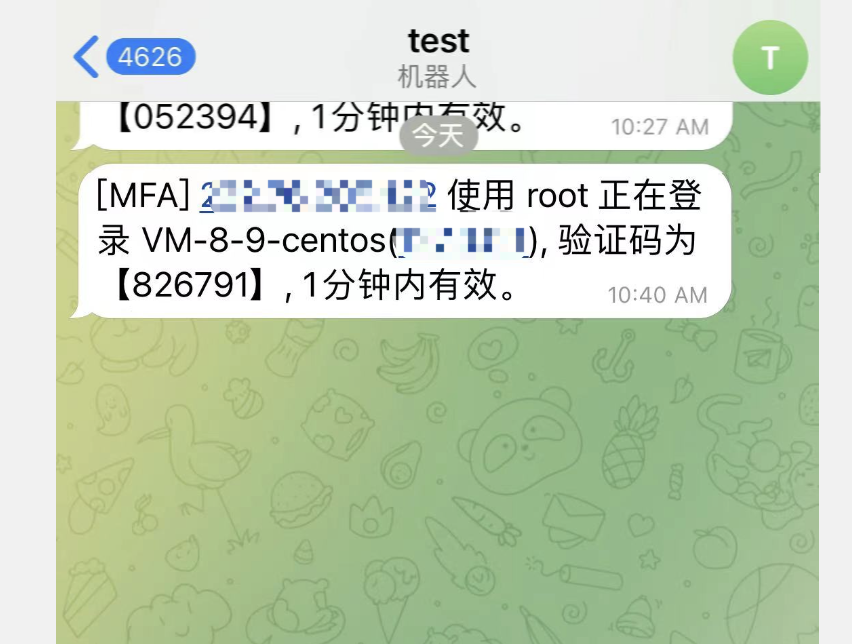 4626
test
机器人
T
【052394】, 1分钟内有效。
10:27 AM
今天
[MFA] 使用 root 正在登
录 VM-8-9-centos(), 验证码为
【826791】, 1分钟内有效。
10:40 AM